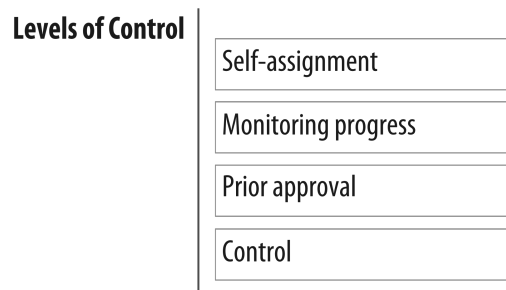 Levels of Control
Self-assignment
Monitoring progress
Prior approval
Control